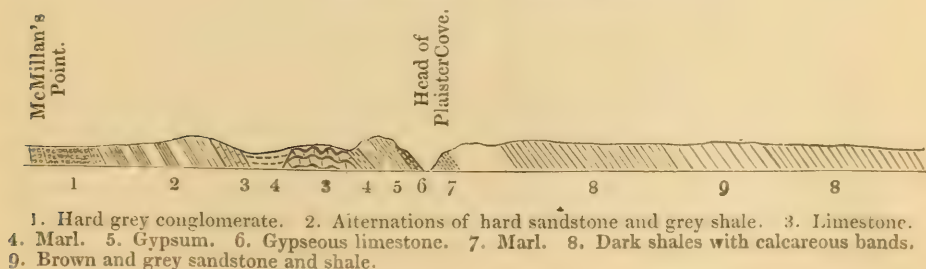 McMillan's
Point.
Head of
PlaisterCove.
1 2 3 4 3 4 5 6 7 8 9 8
1. Hard grey conglomerate. 2. Aiternations of hard sandstone and grey shale. 3. Limestone.
4. Marl. 5. Gypsum. 6. Gypseous limestone. 7. Marl. 8. Dark shales with calcareous bands.
9. Brown and grey sandstone and shale.